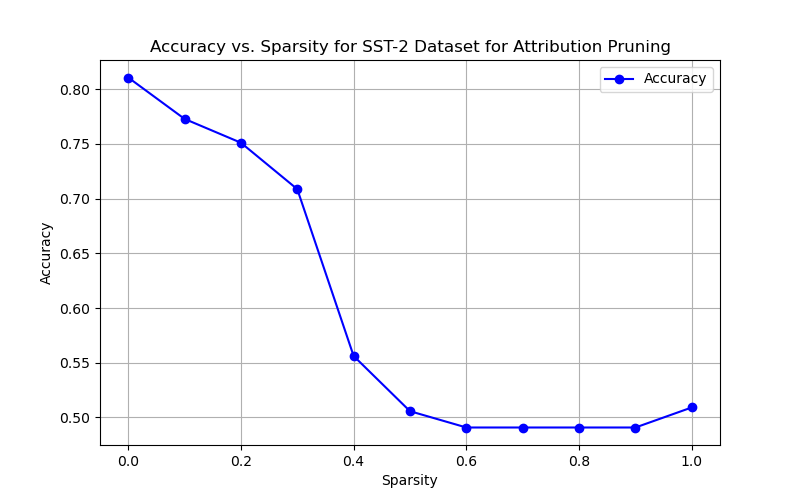 Accuracy vs. Sparsity for SST-2 Dataset for Attribution Pruning
Accuracy
0.80
0.75
0.70
0.65
0.60
0.55
0.50
Accuracy
0.0 0.2 0.4 0.6 0.8 1.0
Sparsity